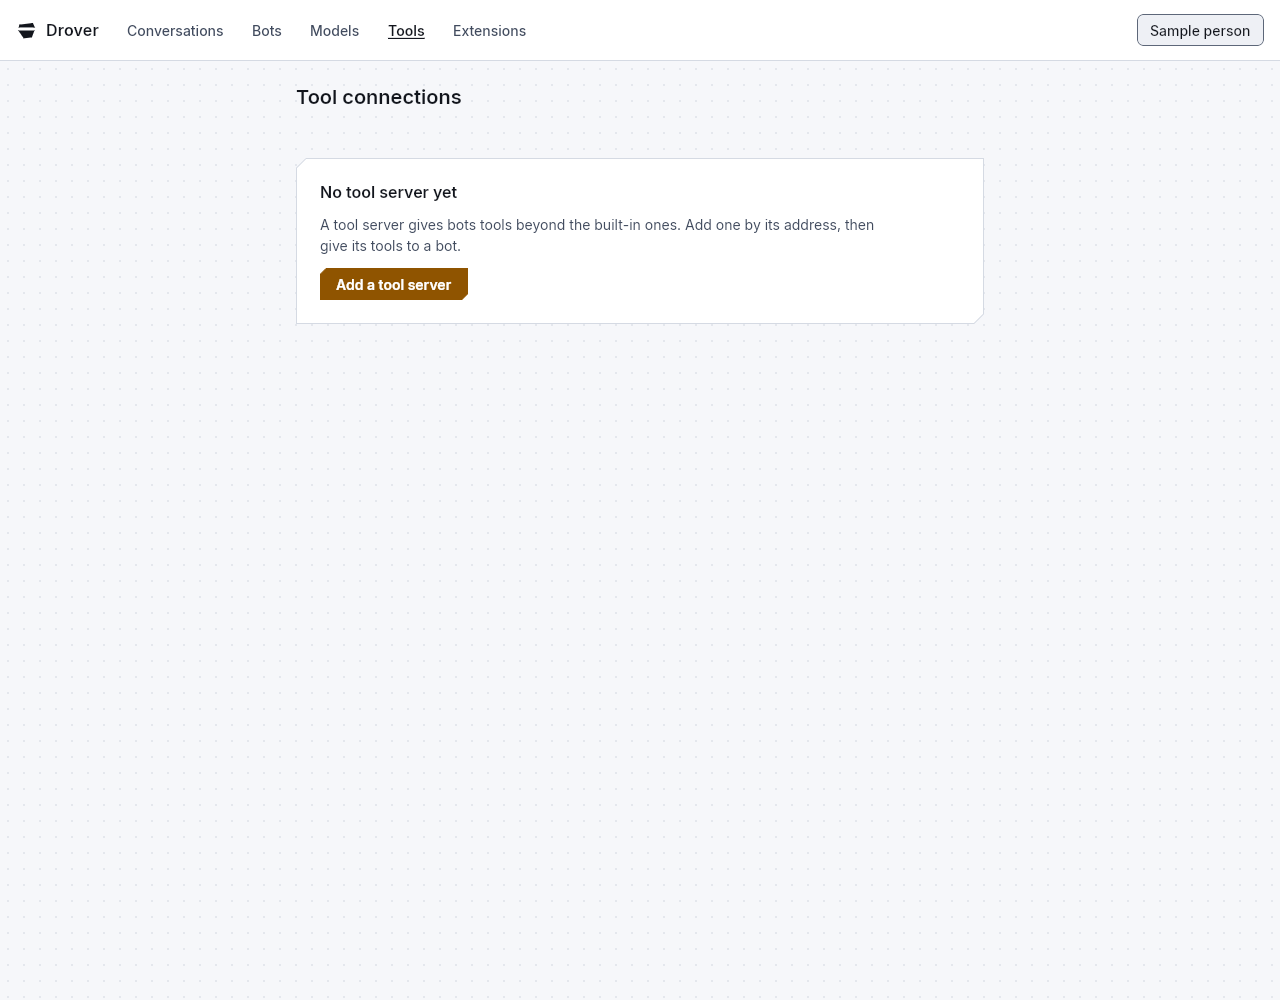 Drover
Conversations
Bots
Models
Tools
Extensions
Sample person
Tool connections
No tool server yet
A tool server gives bots tools beyond the built-in ones. Add one by its address, then
give its tools to a bot.
Add a tool server